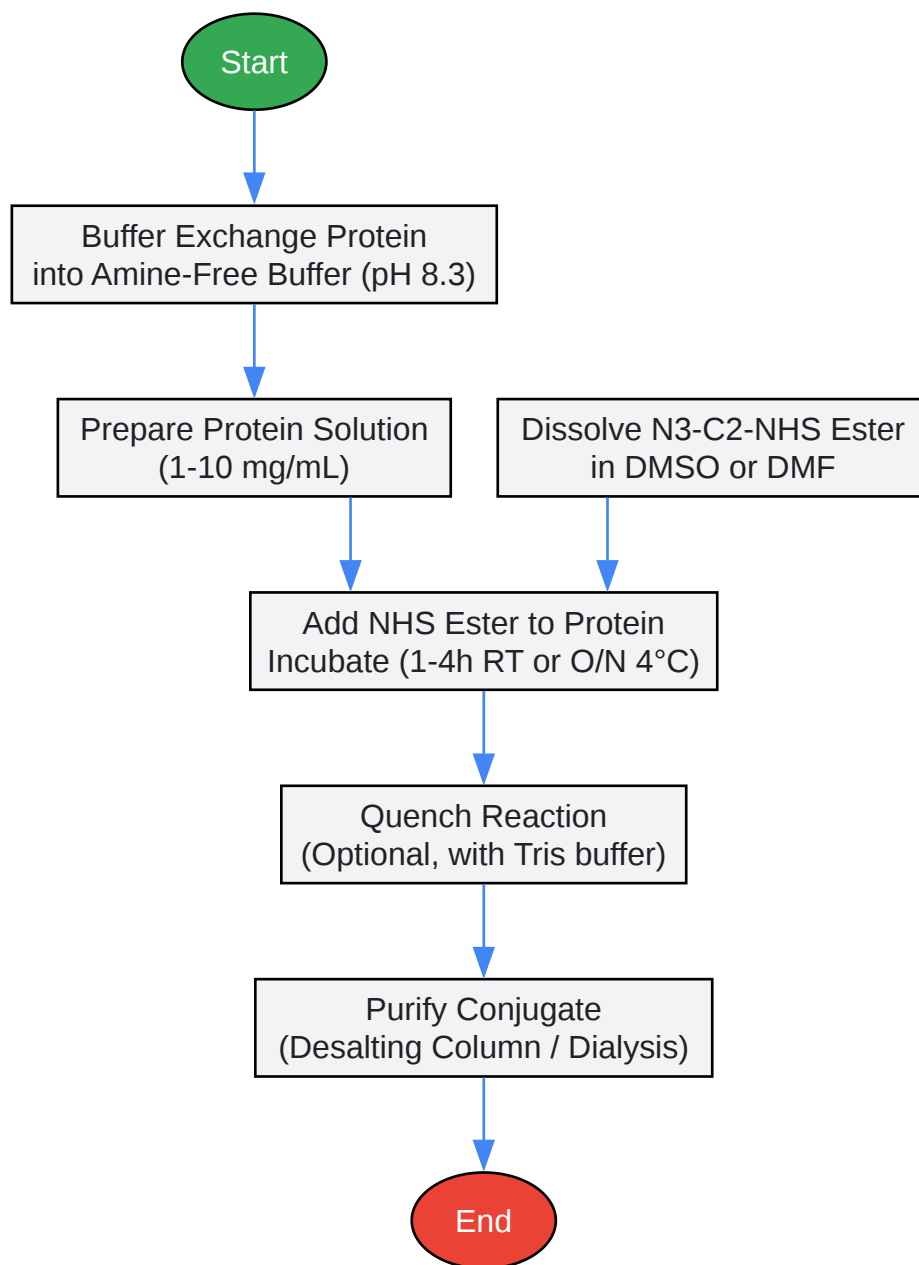 Start
Buffer Exchange Protein
into Amine-Free Buffer (pH 8.3)
Prepare Protein Solution
(1-10 mg/mL)
Dissolve N3-C2-NHS Ester
in DMSO or DMF
Add NHS Ester to Protein
Incubate (1-4h RT or O/N 4°C)
Quench Reaction
(Optional, with Tris buffer)
Purify Conjugate
(Desalting Column / Dialysis)
End